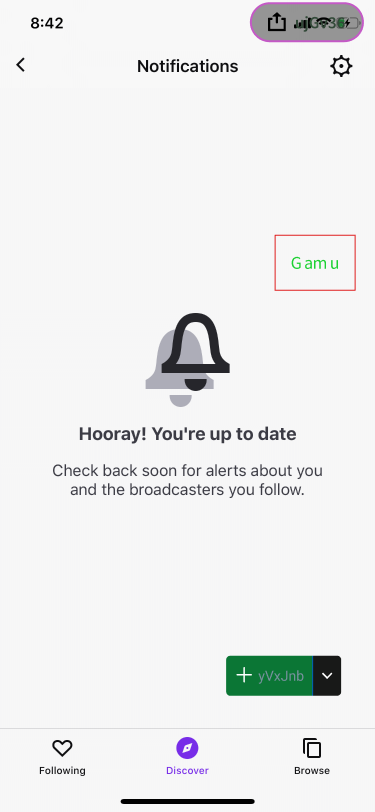 8:42
Notifications
G am u
Hooray! You're up to date
Check back soon for alerts about you
and the broadcasters you follow.
yVxJnb
Following
Discover
Browse